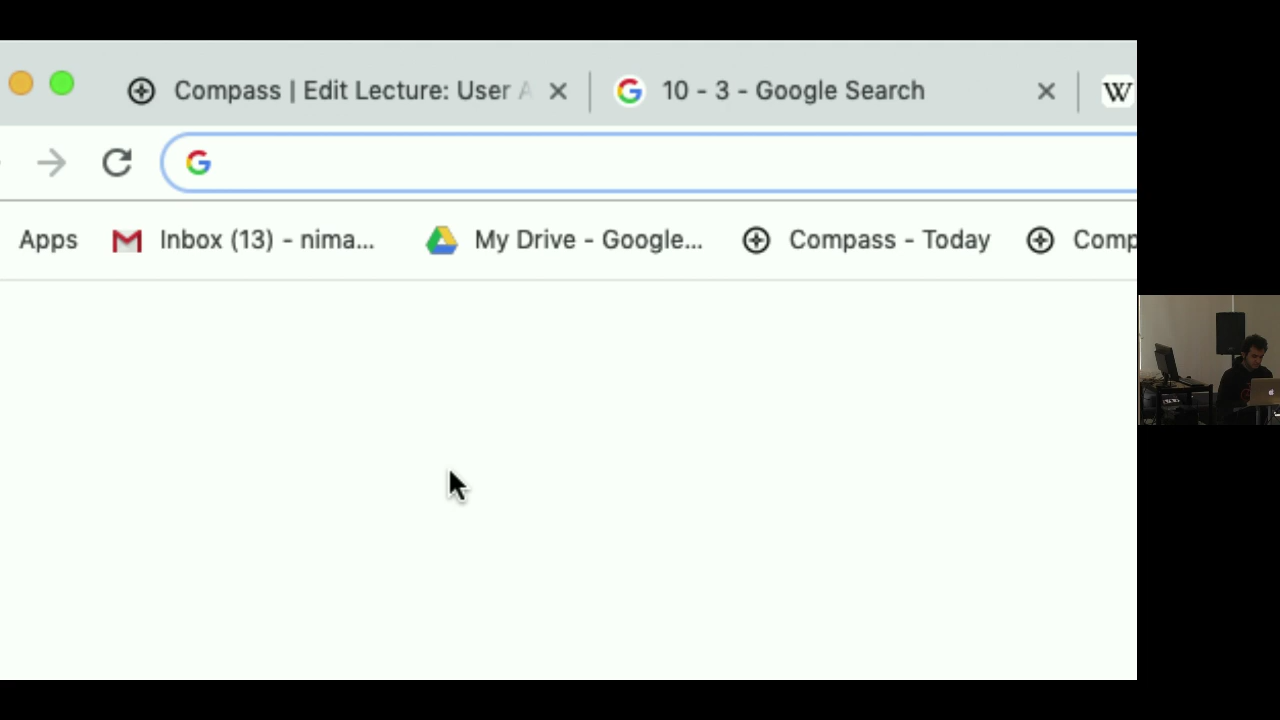 Compass | Edit Lecture: User A
10 - 3 - Google Search
W
Apps
Inbox (13) - nima...
My Drive - Google...
Compass - Today
Comp